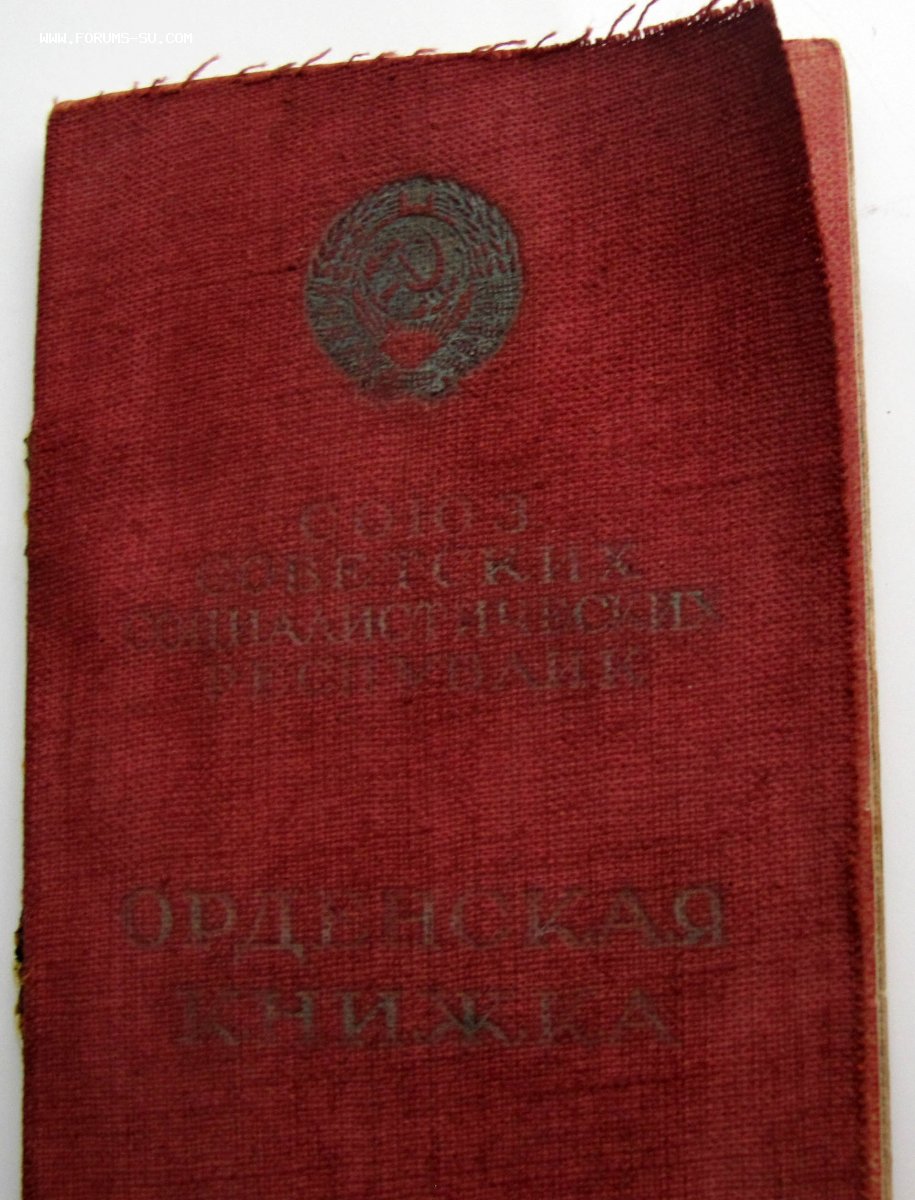 WWW.FORUMS-SU.COM
СОЮЗ
СОВЕТСКИХ
СОЦИАЛИСТИЧЕСКИХ
РЕСПУБЛИК
ОРДЕНСКАЯ
КНИЖКА